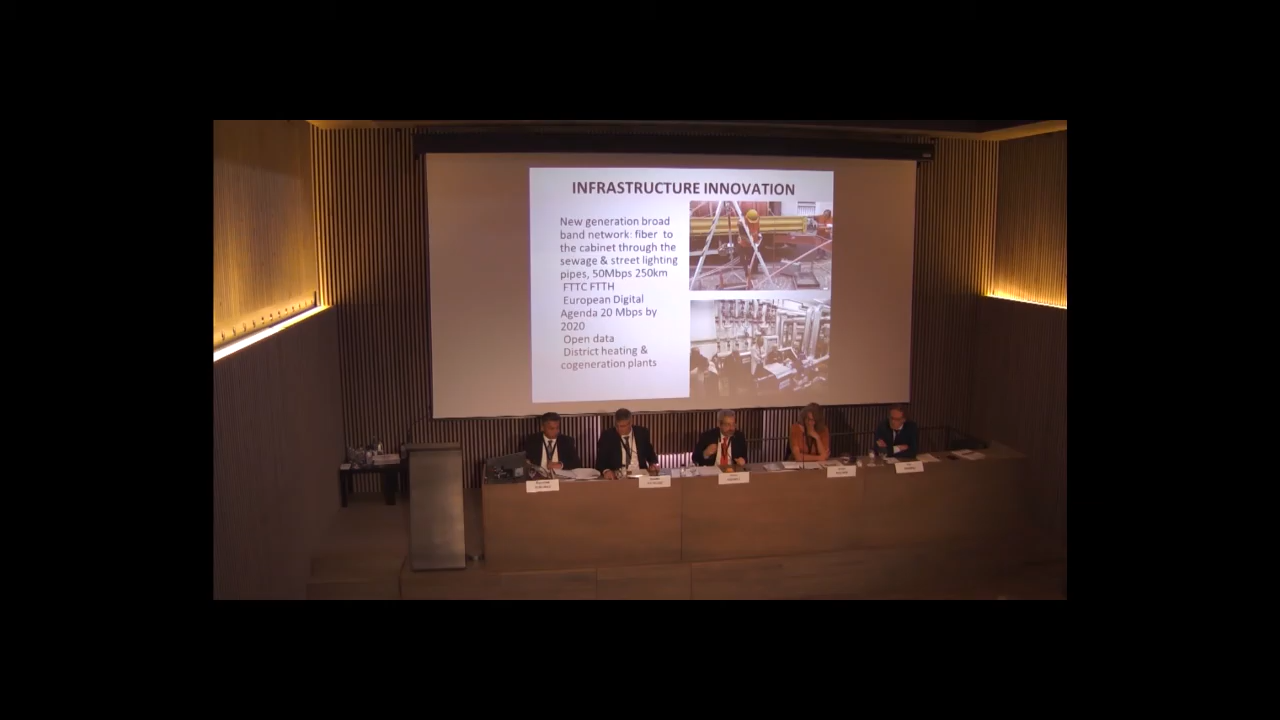 INFRASTRUCTURE INNOVATION
New generation broad
band network: fiber to
the cabinet through the
sewage & street lighting
pipes, 50Mbps 250km
FTTC FTTH
European Digital
Agenda 20 Mbps by
2020
Open data
District heating &
cogeneration plants